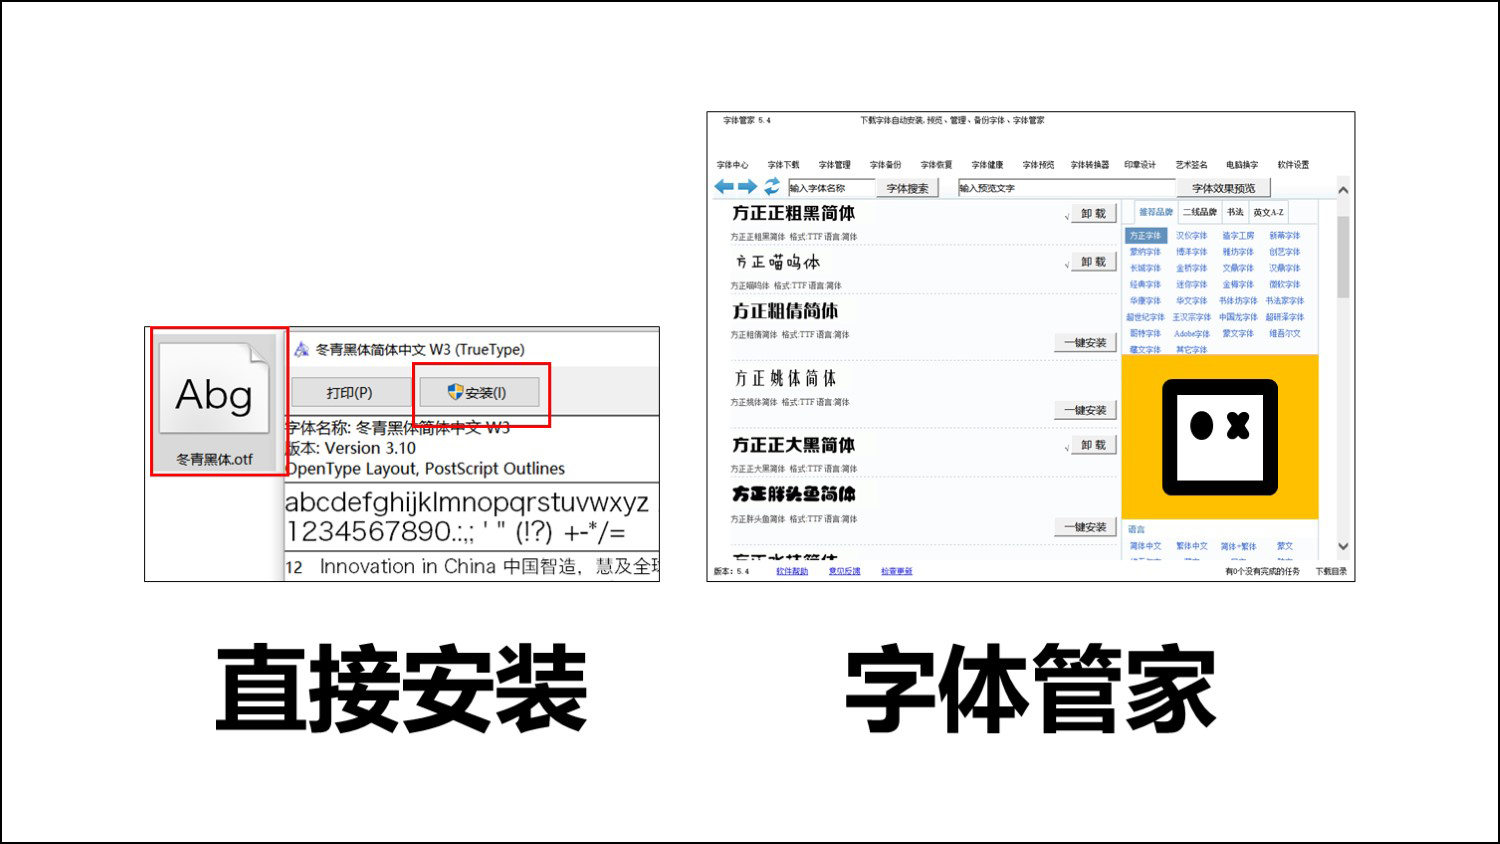 Abg
冬青黑体.otf
冬青黑体简体中文 W3 (TrueType)
打印(P)
安装(I)
字体名称: 冬青黑体简体中文 W3
版本: Version 3.10
OpenType Layout, PostScript Outlines
abcdefghijklmnopqrstuvwxyz
1234567890.:,; ' " (!?) +-*/=
12 Innovation in China 中国智造，慧及全球
直接安装
字体管家 5.4
下载字体自动安装,预览、管理、备份字体、字体管家
字体中心 字体下载 字体管理 字体备份 字体恢复 字体健康 字体预览 字体转换器 印章设计 艺术签名 电脑换字 软件设置
输入字体名称 字体搜索 输入预览文字 字体效果预览
方正正粗黑简体
√ 卸载
方正正粗黑简体 格式:TTF 语言:简体
方正喵呜体
√ 卸载
方正喵呜体 格式:TTF 语言:简体
方正粗倩简体
方正粗倩简体 格式:TTF 语言:简体
一键安装
方正姚体简体
方正姚体简体 格式:TTF 语言:简体
一键安装
方正正大黑简体
√ 卸载
方正正大黑简体 格式:TTF 语言:简体
方正胖头鱼简体
方正胖头鱼简体 格式:TTF 语言:简体
一键安装
推荐品牌 二线品牌 书法 英文A-Z
方正字体 汉仪字体 造字工房 新蒂字体
蒙纳字体 博洋字体 雅坊字体 创艺字体
长城字体 金桥字体 文鼎字体 汉鼎字体
经典字体 迷你字体 金梅字体 微软字体
华康字体 华文字体 书体坊字体 书法家字体
超世纪字体 王汉宗字体 中国龙字体 超研泽字体
哥特字体 Adobe字体 蒙文字体 维吾尔文
藏文字体 其它字体
语言
简体中文 繁体中文 简体+繁体 蒙文
版本: 5.4 软件帮助 意见反馈 检查更新
有0个没有完成的任务 下载目录
字体管家